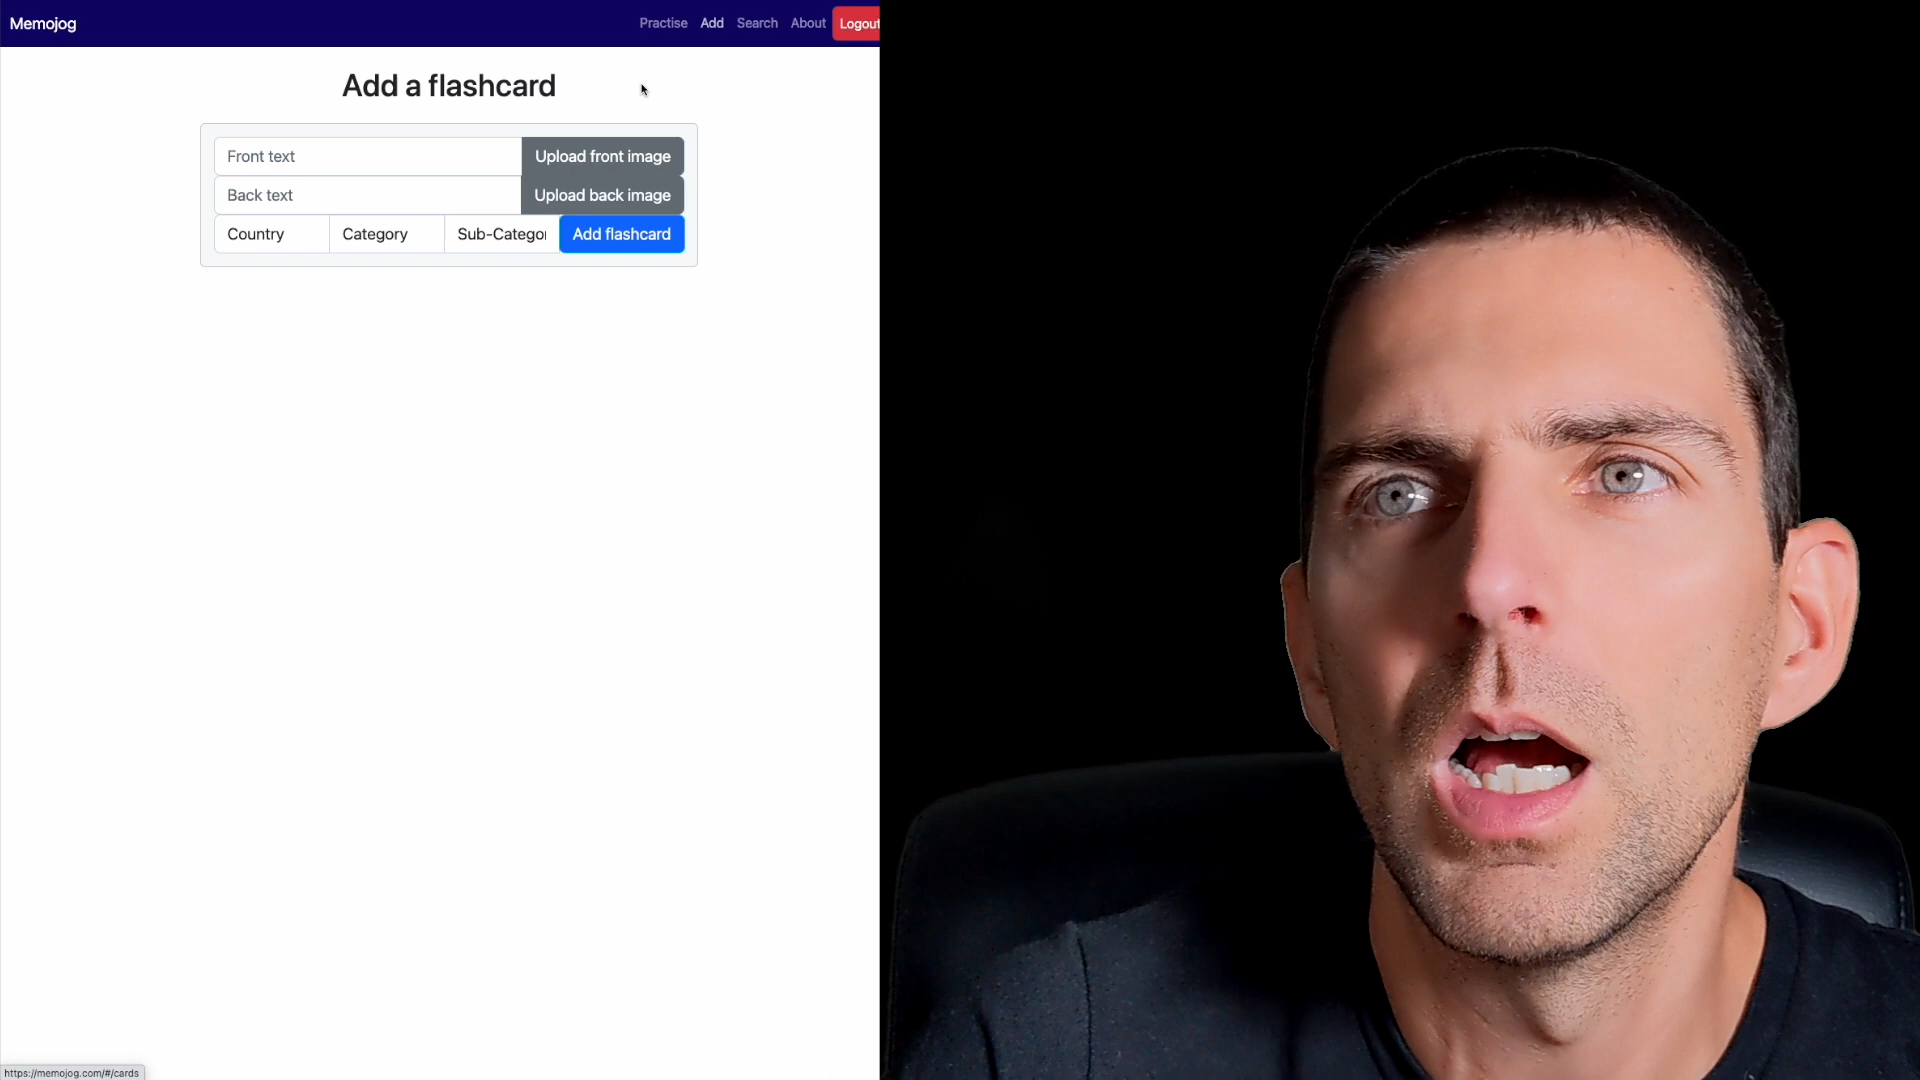 Memojog
Practise Add Search About Logout
Add a flashcard
Front text Upload front image
Back text Upload back image
Country Category Sub-Categor Add flashcard
https://memojog.com/#/cards